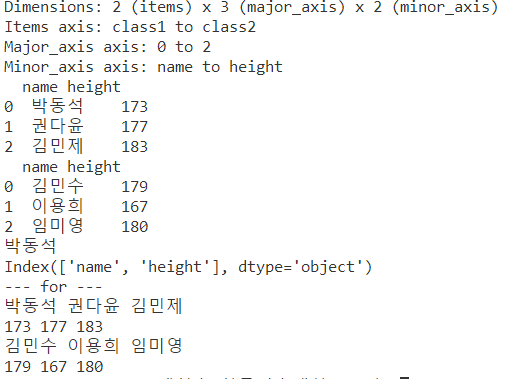 Dimensions: 2 (items) x 3 (major_axis) x 2 (minor_axis)
Items axis: class1 to class2
Major_axis axis: 0 to 2
Minor_axis axis: name to height
name height
0 박동석 173
1 권다윤 177
2 김민제 183
name height
0 김민수 179
1 이용희 167
2 임미영 180
박동석
Index(['name', 'height'], dtype='object')
--- for ---
박동석 권다윤 김민제
173 177 183
김민수 이용희 임미영
179 167 180